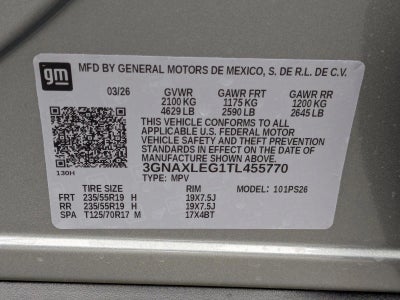 gm MFD BY GENERAL MOTORS DE MEXICO, S. DE R.L. DE C.V.
03/26 GVWR GAWR FRT GAWR RR
2100 KG 1175 KG 1200 KG
4629 LB 2590 LB 2645 LB
THIS VEHICLE CONFORMS TO ALL
APPLICABLE U.S. FEDERAL MOTOR
VEHICLE SAFETY AND THEFT PREVENTION
STANDARDS IN EFFECT ON THE DATE OF
MANUFACTURE SHOWN ABOVE.
3GNAXLEG1TL455770
130H TYPE: MPV
TIRE SIZE RIM MODEL: 101PS26
FRT 235/55R19 H 19X7.5J
RR 235/55R19 H 19X7.5J
SPA T125/70R17 M 17X4BT